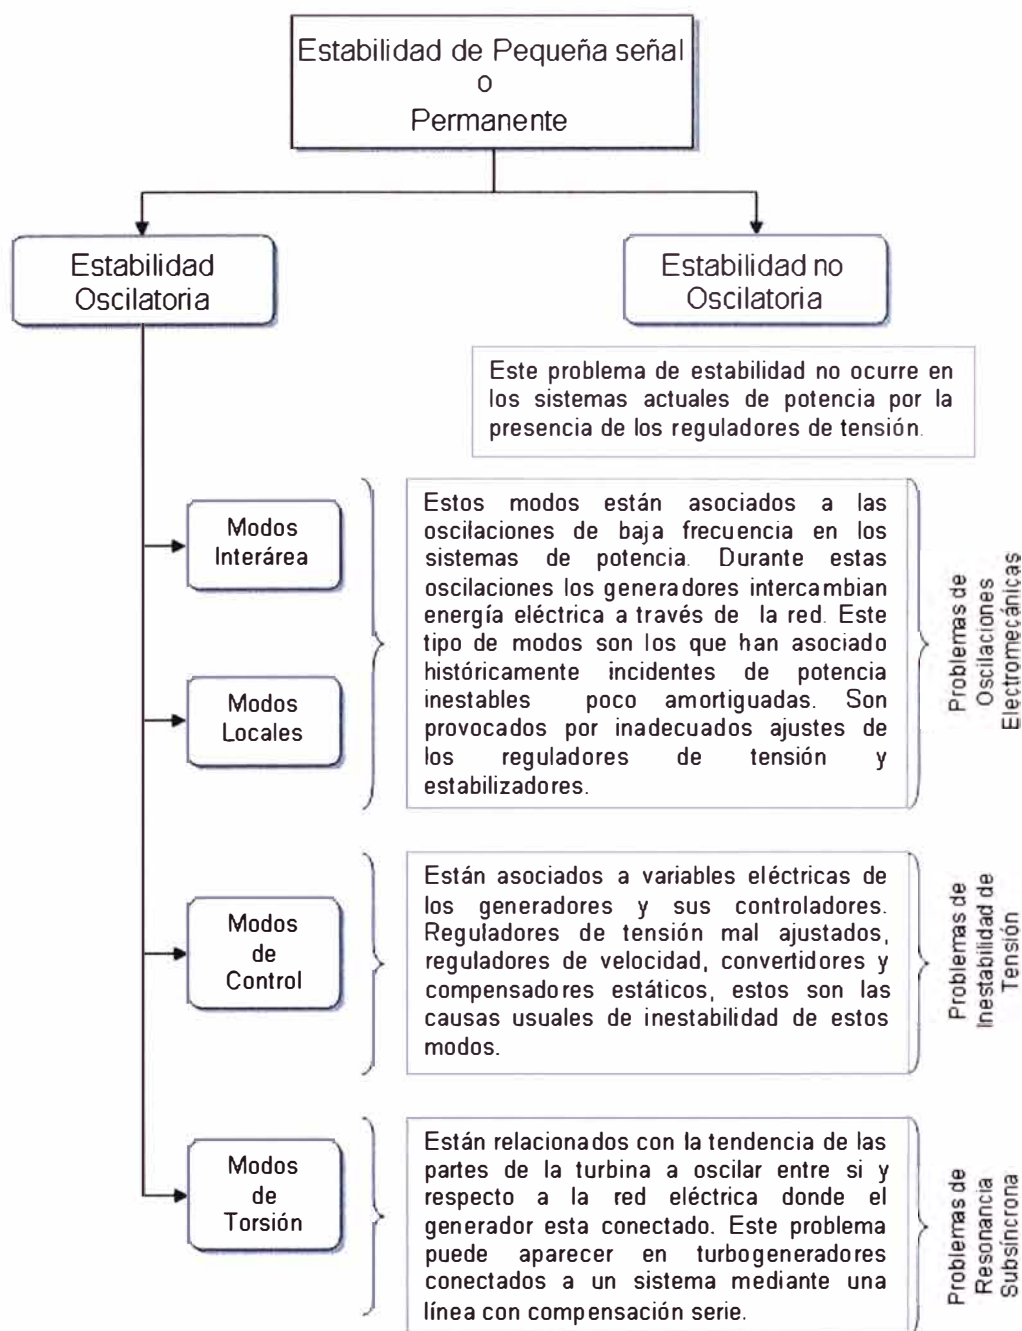 Estabilidad de Pequeña señal
o
Permanente
Estabilidad
Oscilatoria
Estabilidad no
Oscilatoria
Este problema de estabilidad no ocurre en
los sistemas actuales de potencia por la
presencia de los reguladores de tensión.
Modos
Interárea
Modos
Locales
Estos modos están asociados a las
oscilaciones de baja frecuencia en los
sistemas de potencia. Durante estas
oscilaciones los generadores intercambian
energía eléctrica a través de la red. Este
tipo de modos son los que han asociado
históricamente incidentes de potencia
inestables poco amortiguadas. Son
provocados por inadecuados ajustes de
los reguladores de tensión y
estabilizadores.
Problemas de
Oscilaciones
Electromecánicas
Modos
de
Control
Están asociados a variables eléctricas de
los generadores y sus controladores.
Reguladores de tensión mal ajustados,
reguladores de velocidad, convertidores y
compensadores estáticos, estos son las
causas usuales de inestabilidad de estos
modos.
Problemas de
Inestabilidad de
Tensión
Modos
de
Torsión
Están relacionados con la tendencia de las
partes de la turbina a oscilar entre si y
respecto a la red eléctrica donde el
generador esta conectado. Este problema
puede aparecer en turbogeneradores
conectados a un sistema mediante una
línea con compensación serie.
Problemas de
Resonancia
Subsíncrona